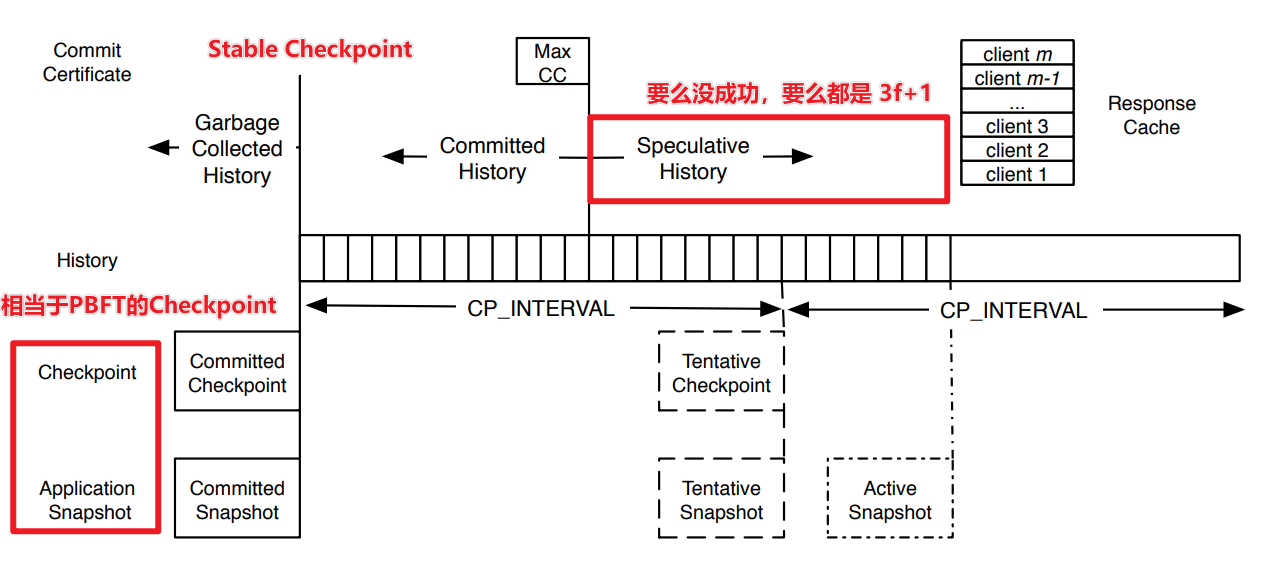 Commit
Certificate
Stable Checkpoint
Max
CC
要么没成功，要么都是 3f+1
client m
client m-1
...
client 3
client 2
client 1
Response
Cache
Garbage
Collected
History
Committed
History
Speculative
History
History
相当于PBFT的Checkpoint
CP_INTERVAL
CP_INTERVAL
Checkpoint
Committed
Checkpoint
Tentative
Checkpoint
Application
Snapshot
Committed
Snapshot
Tentative
Snapshot
Active
Snapshot